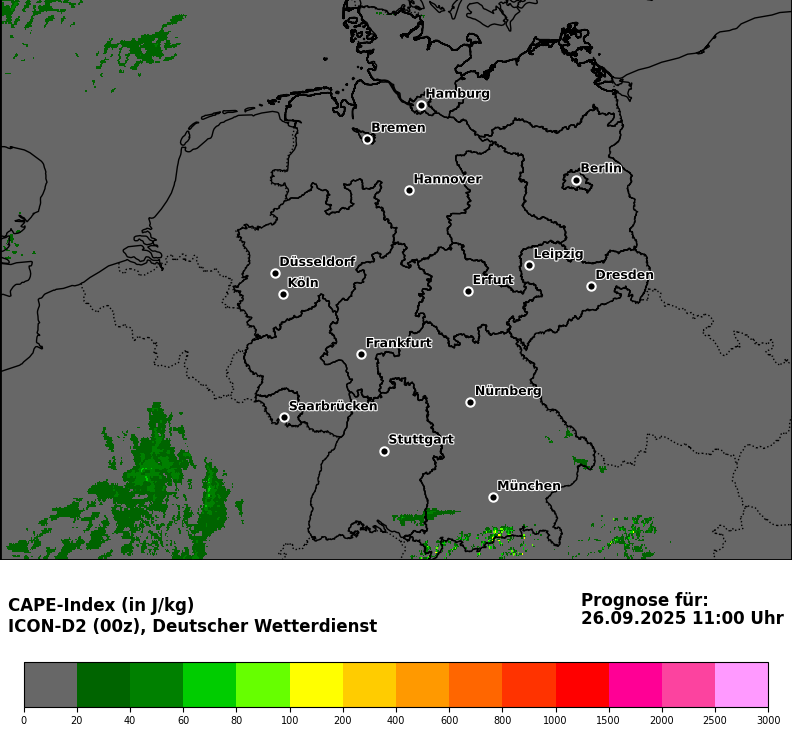 Hamburg
Bremen
Berlin
Hannover
Leipzig
Düsseldorf
Dresden
Köln
Erfurt
Frankfurt
Nürnberg
Saarbrücken
Stuttgart
München
CAPE-Index (in J/kg)
ICON-D2 (00z), Deutscher Wetterdienst
Prognose für:
26.09.2025 11:00 Uhr
0 20 40 60 80 100 200 400 600 800 1000 1500 2000 2500 3000